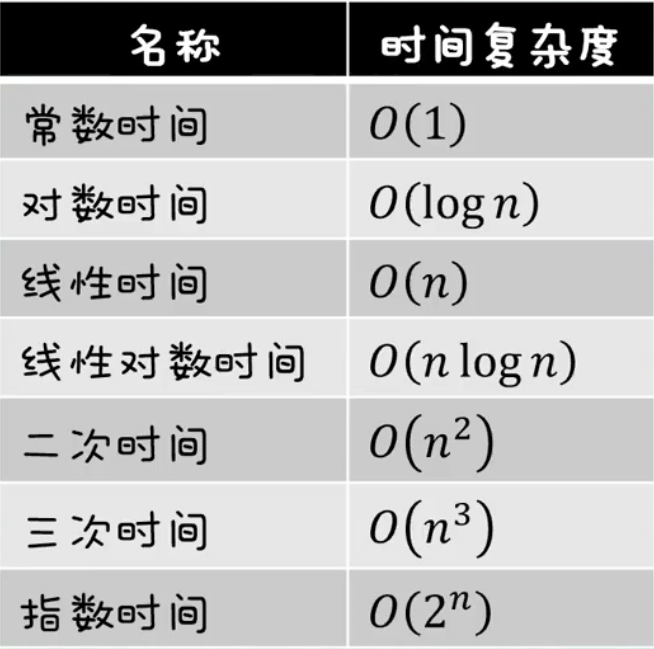 名称 时间复杂度
常数时间 O(1)
对数时间 O(log n)
线性时间 O(n)
线性对数时间 O(n log n)
二次时间 O(n²)
三次时间 O(n³)
指数时间 O(2ⁿ)